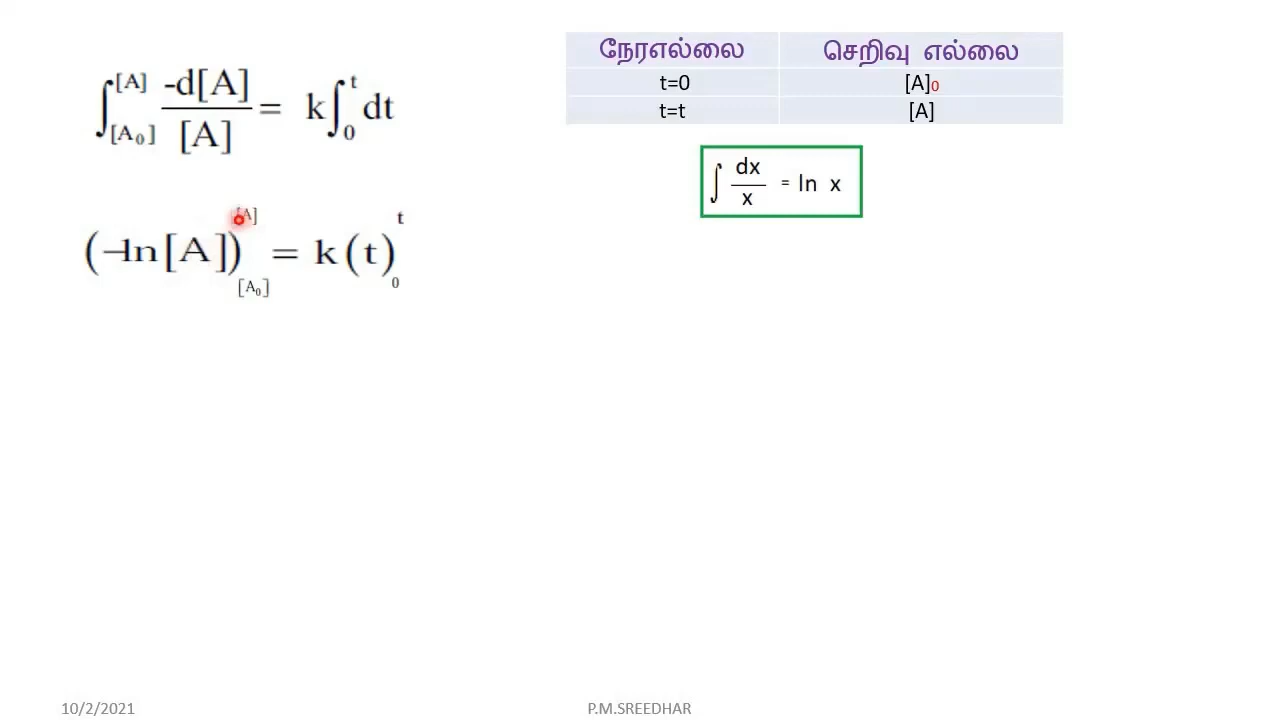 நேரஎல்லை செறிவு எல்லை
t=0 [A]₀
t=t [A]
∫_{[A₀]}^{[A]} -d[A]/[A] = k∫₀^t dt
∫ dx/x = ln x
(-ln[A])_{[A₀]}^{[A]} = k(t)₀^t
10/2/2021 P.M.SREEDHAR